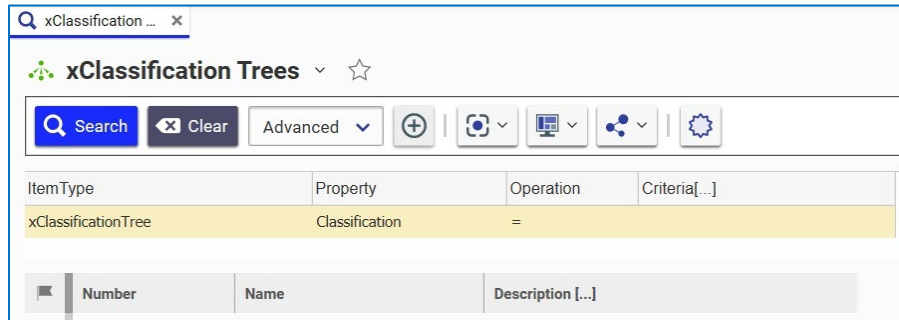 xClassification ...
xClassification Trees
Search Clear Advanced
ItemType Property Operation Criteria[...]
xClassificationTree Classification =
Number Name Description [...]